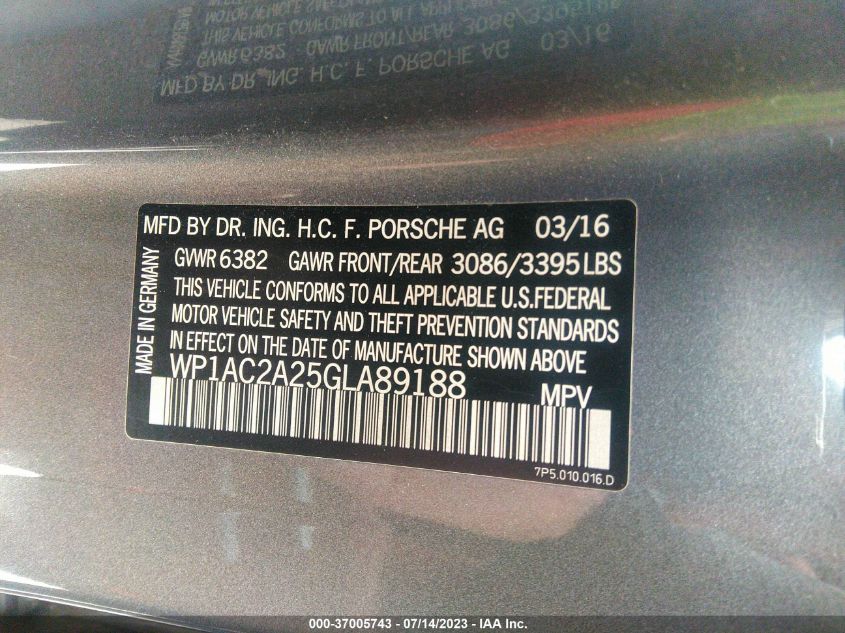 MFD BY DR. ING. H.C. F. PORSCHE AG 03/16
GVWR 6382 GAWR FRONT/REAR 3086/3395 LBS
THIS VEHICLE CONFORMS TO ALL APPLICABLE U.S.FEDERAL
MOTOR VEHICLE SAFETY AND THEFT PREVENTION STANDARDS
IN EFFECT ON THE DATE OF MANUFACTURE SHOWN ABOVE
WP1AC2A25GLA89188 MPV
MADE IN GERMANY
7P5.010.016.D
000-37005743 - 07/14/2023 - IAA Inc.